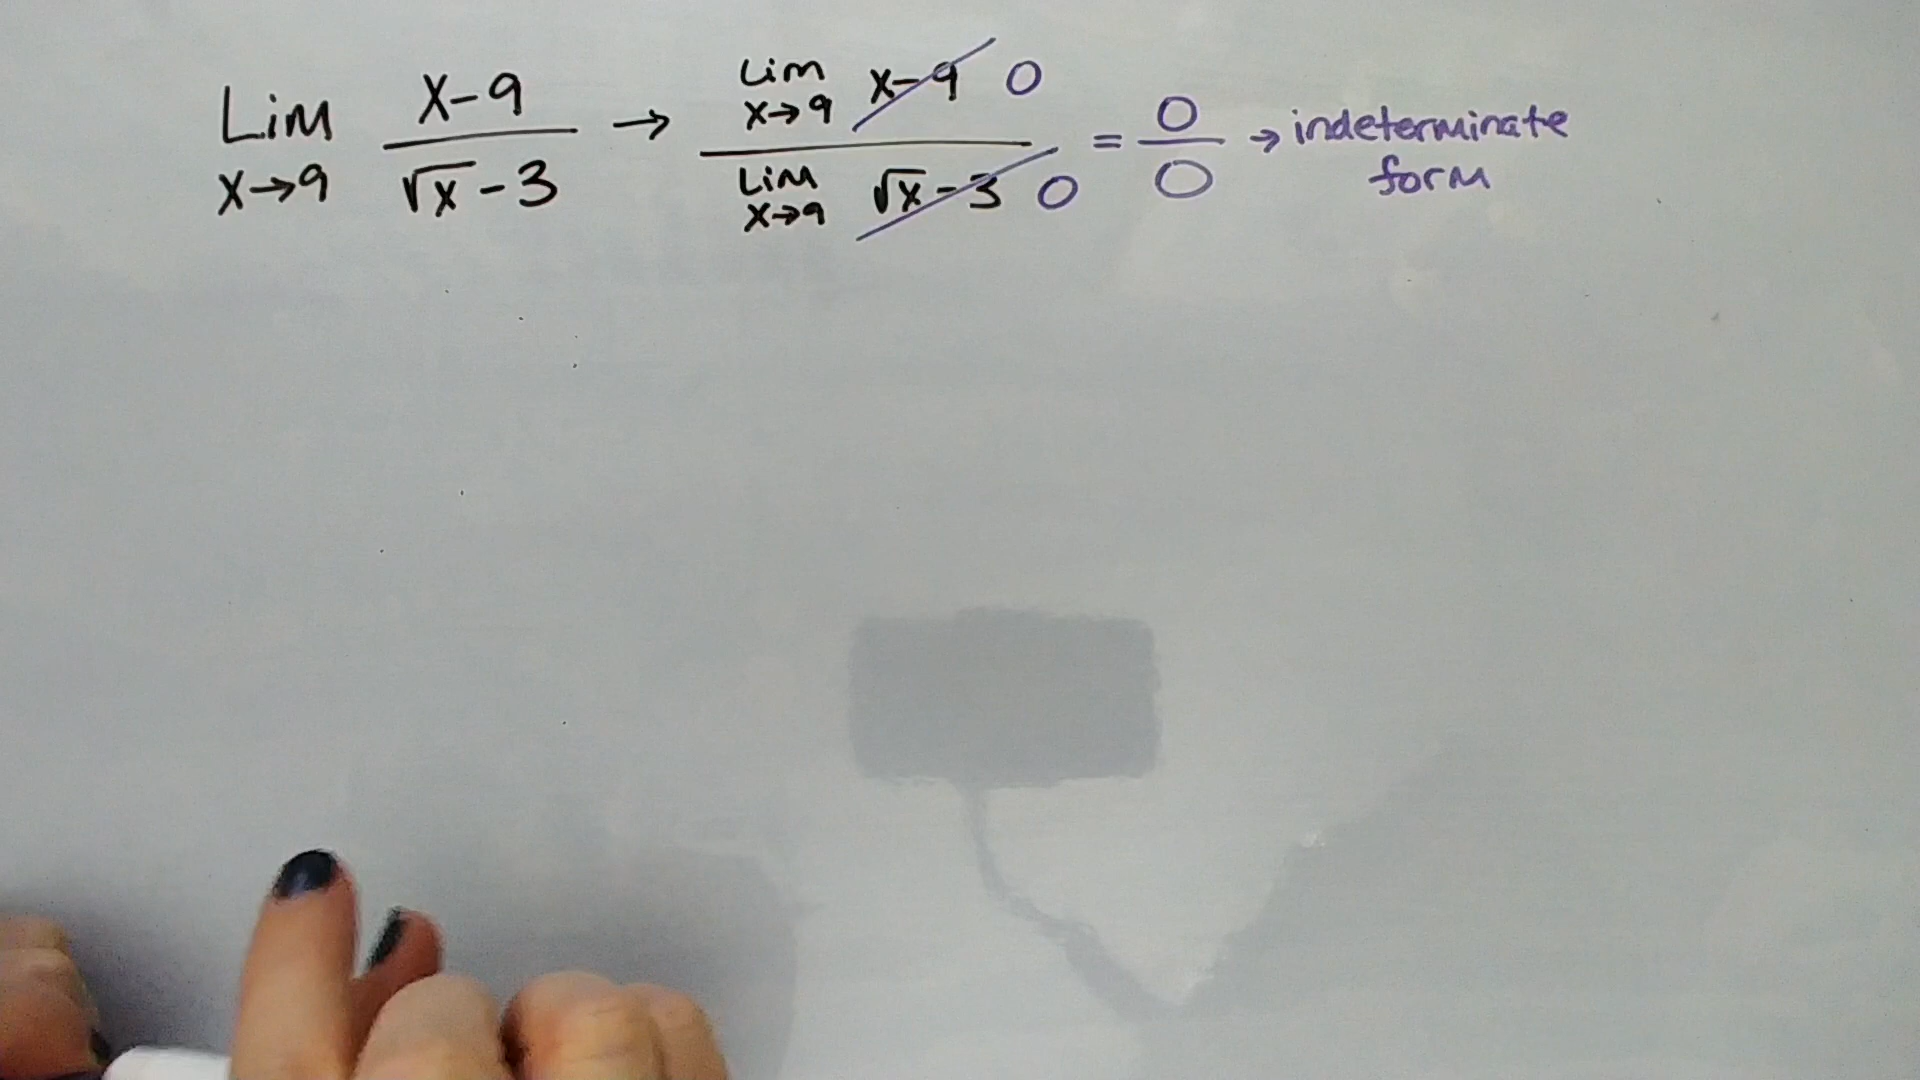 Lim x→9 (x-9)/(√x-3) → (Lim x→9 x-9 0)/(Lim x→9 √x-3 0) = 0/0 → indeterminate
form